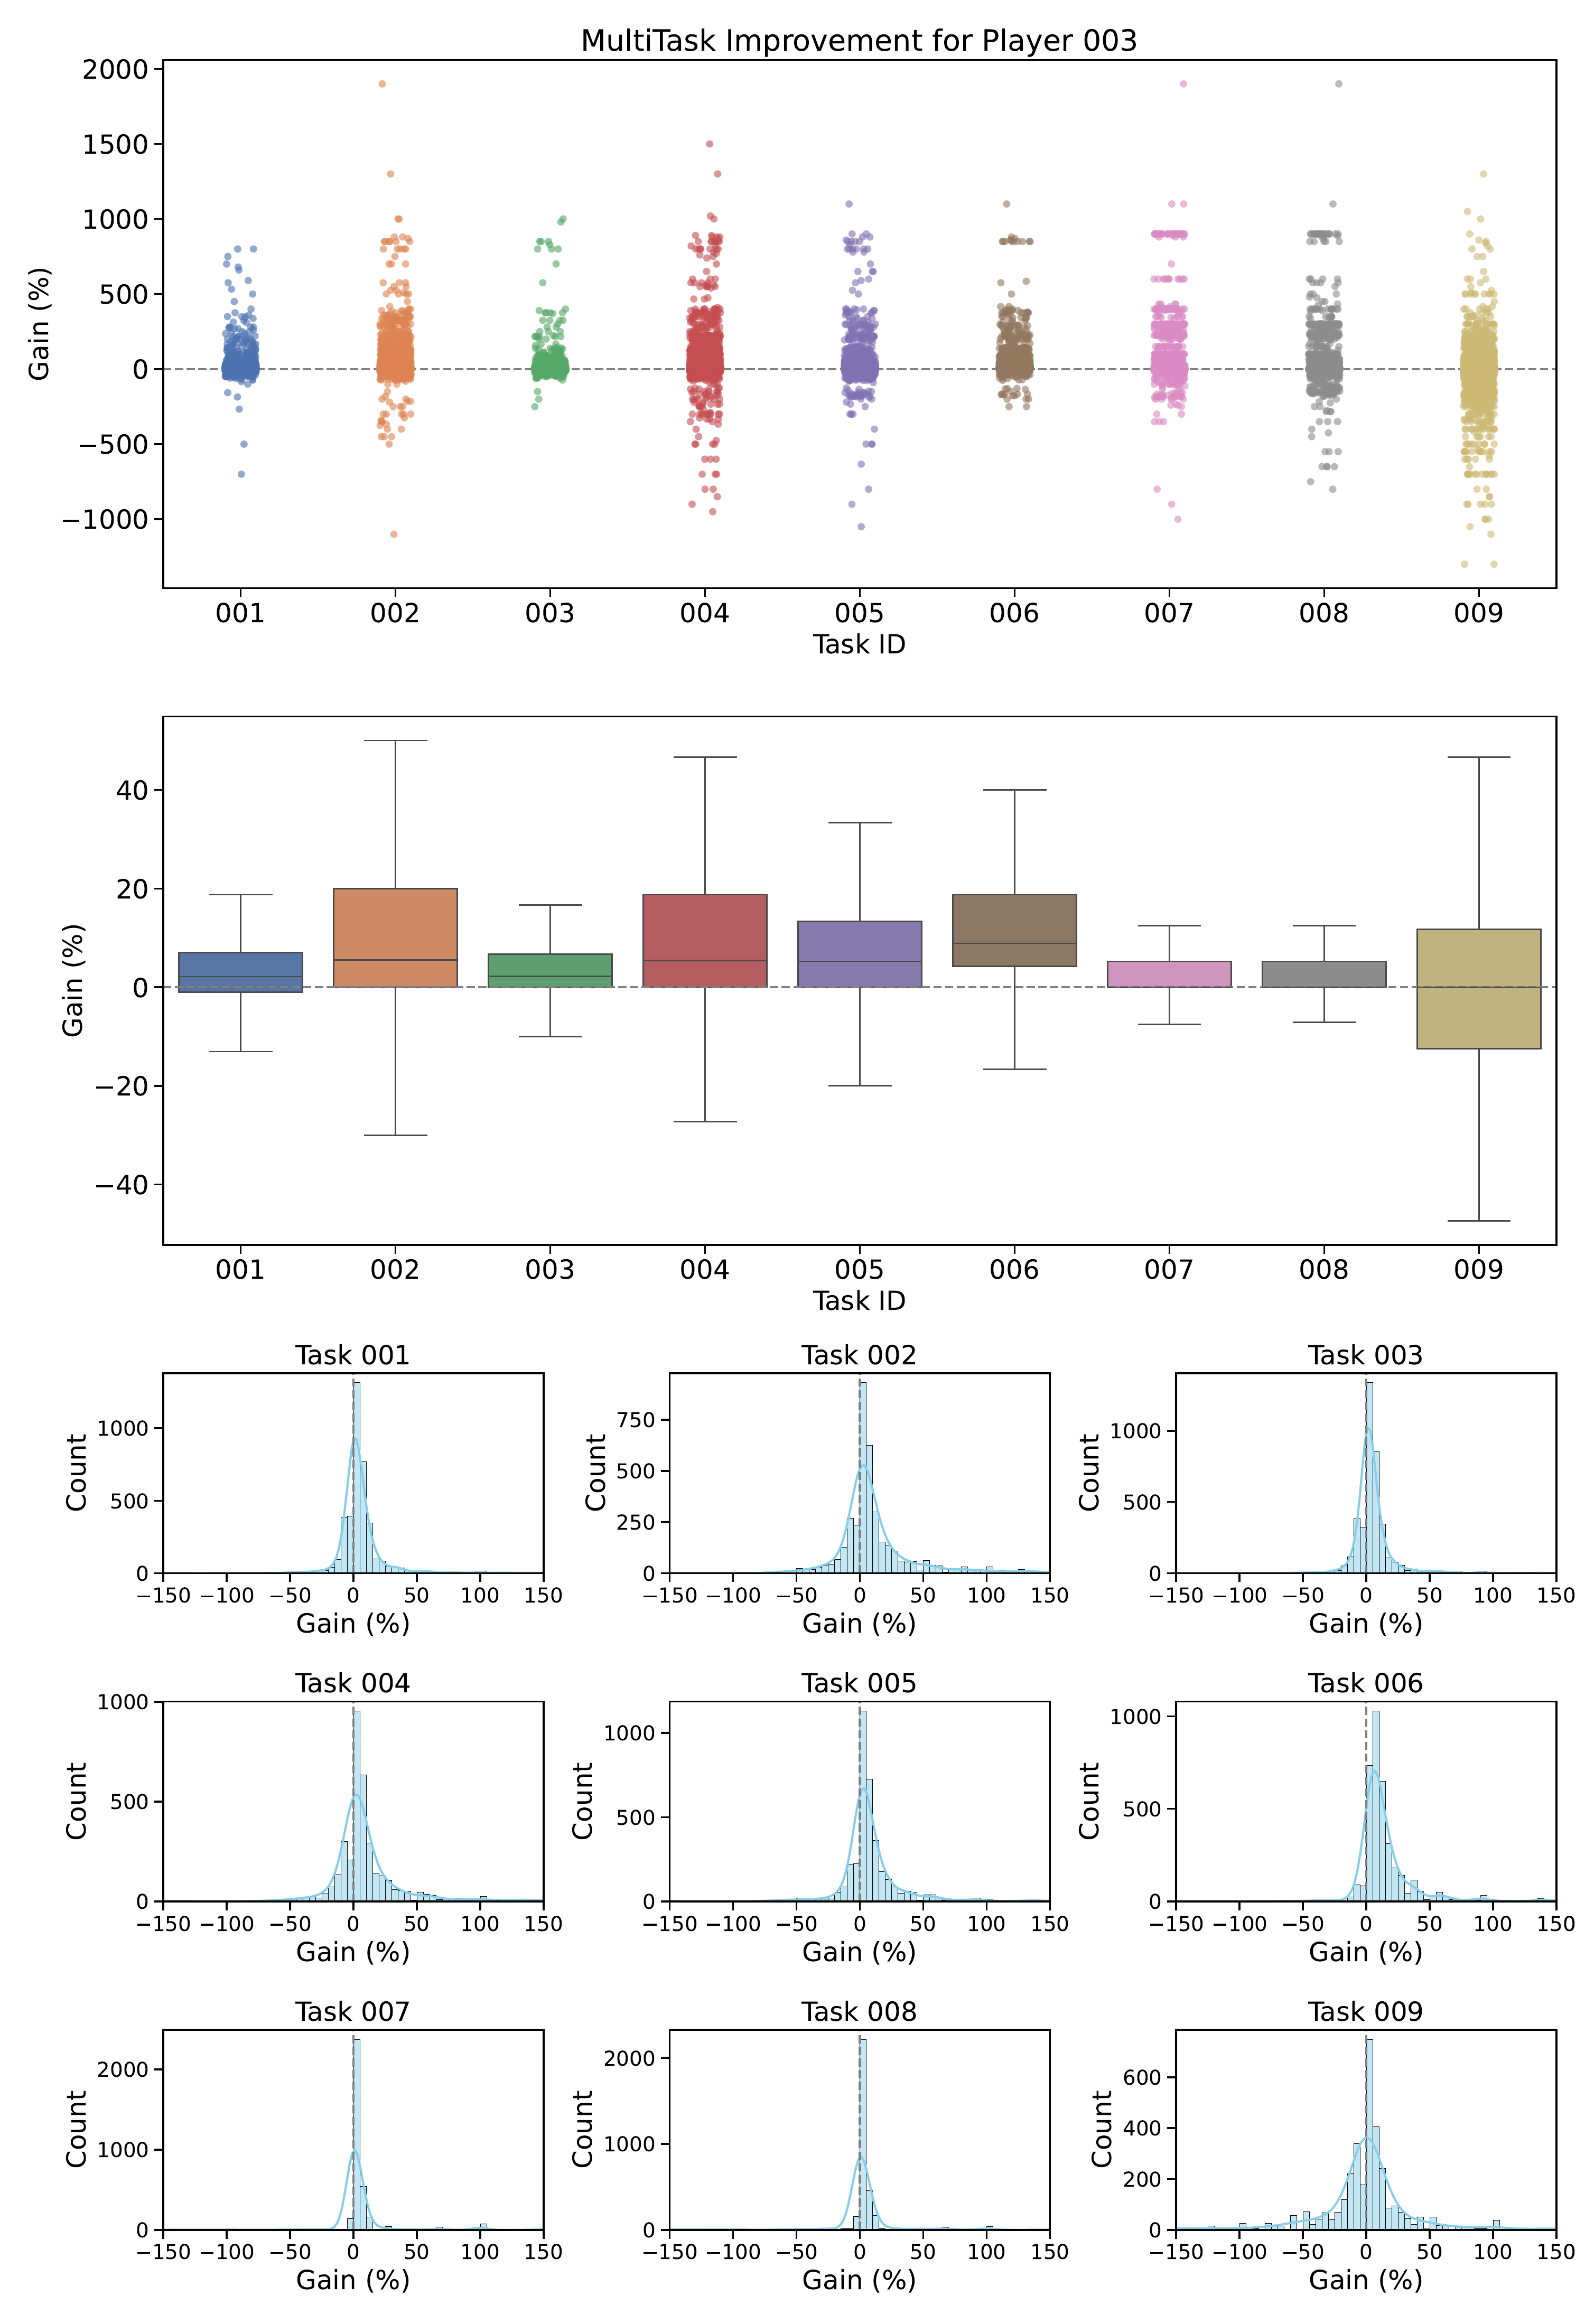 MultiTask Improvement for Player 003
2000
1500
1000
500
0
−500
−1000
Gain (%)
001 002 003 004 005 006 007 008 009
Task ID
40
20
0
−20
−40
Gain (%)
001 002 003 004 005 006 007 008 009
Task ID
Task 001
1000
500
0
Count
−150 −100 −50 0 50 100 150
Gain (%)
Task 002
750
500
250
0
Count
−150 −100 −50 0 50 100 150
Gain (%)
Task 003
1000
500
0
Count
−150 −100 −50 0 50 100 150
Gain (%)
Task 004
1000
500
0
Count
−150 −100 −50 0 50 100 150
Gain (%)
Task 005
1000
500
0
Count
−150 −100 −50 0 50 100 150
Gain (%)
Task 006
1000
500
0
Count
−150 −100 −50 0 50 100 150
Gain (%)
Task 007
2000
1000
0
Count
−150 −100 −50 0 50 100 150
Gain (%)
Task 008
2000
1000
0
Count
−150 −100 −50 0 50 100 150
Gain (%)
Task 009
600
400
200
0
Count
−150 −100 −50 0 50 100 150
Gain (%)